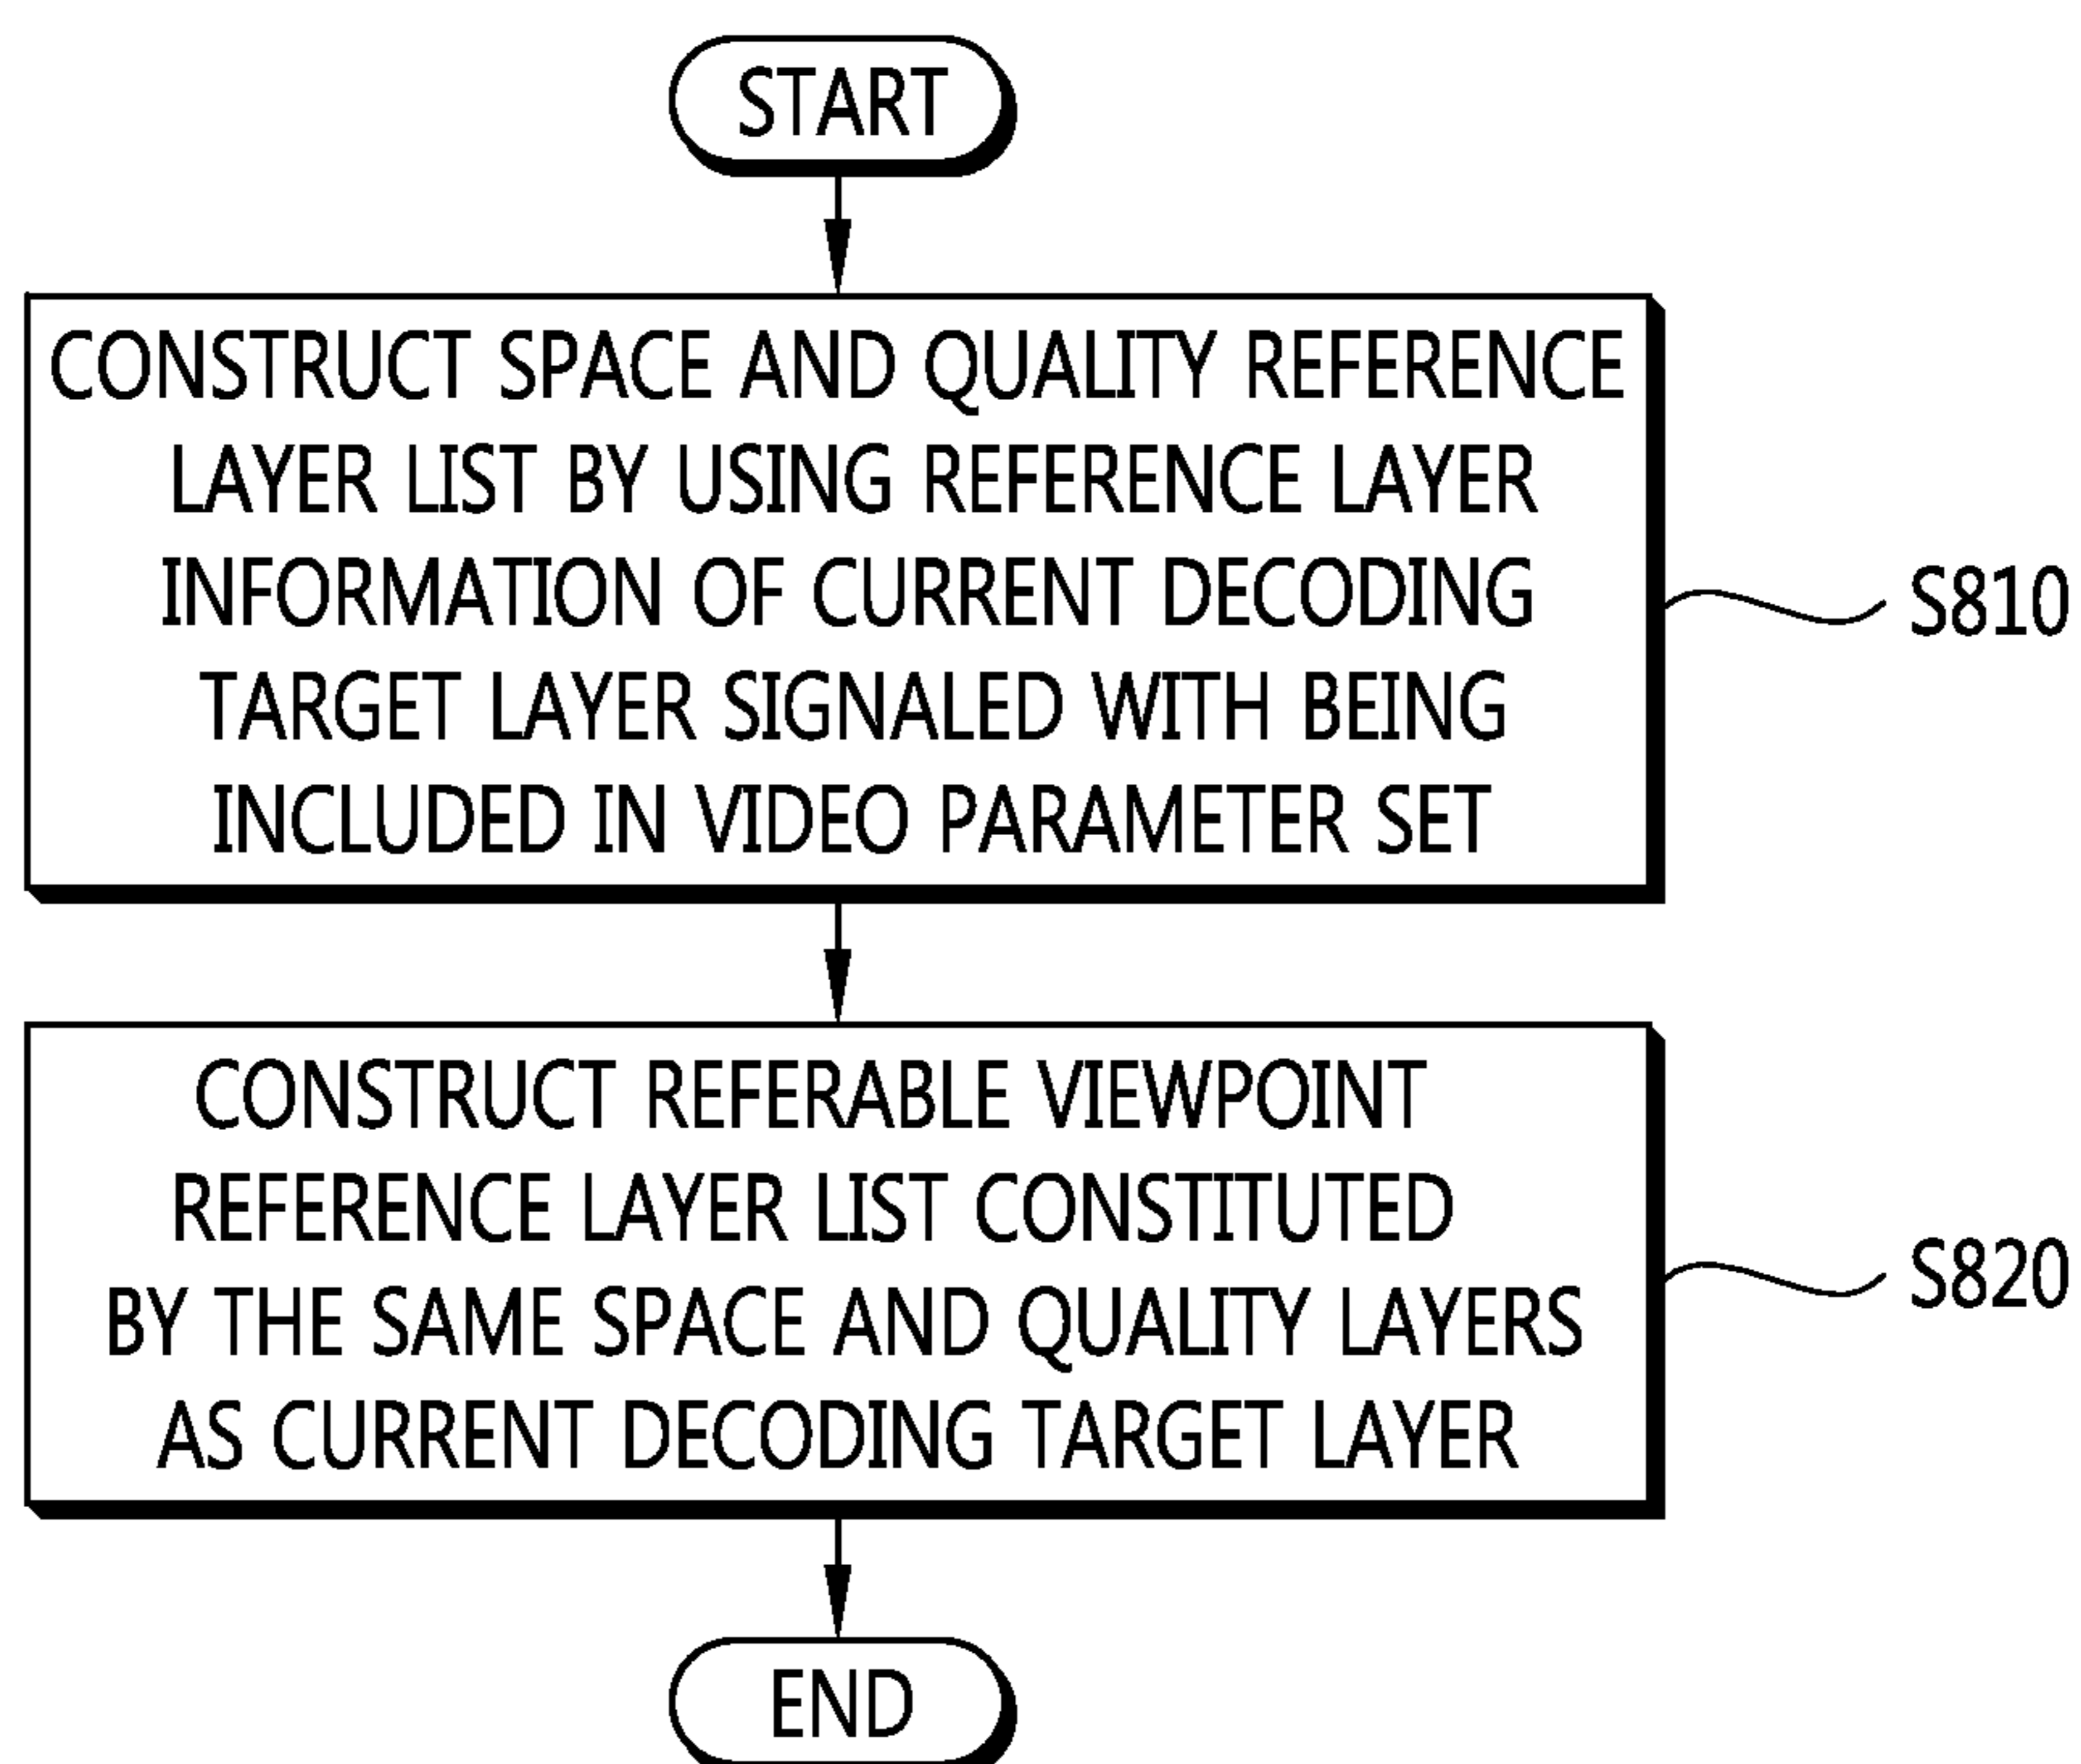 START
CONSTRUCT SPACE AND QUALITY REFERENCE
LAYER LIST BY USING REFERENCE LAYER
INFORMATION OF CURRENT DECODING
TARGET LAYER SIGNALED WITH BEING
INCLUDED IN VIDEO PARAMETER SET
S810
CONSTRUCT REFERABLE VIEWPOINT
REFERENCE LAYER LIST CONSTITUTED
BY THE SAME SPACE AND QUALITY LAYERS
AS CURRENT DECODING TARGET LAYER
S820
END